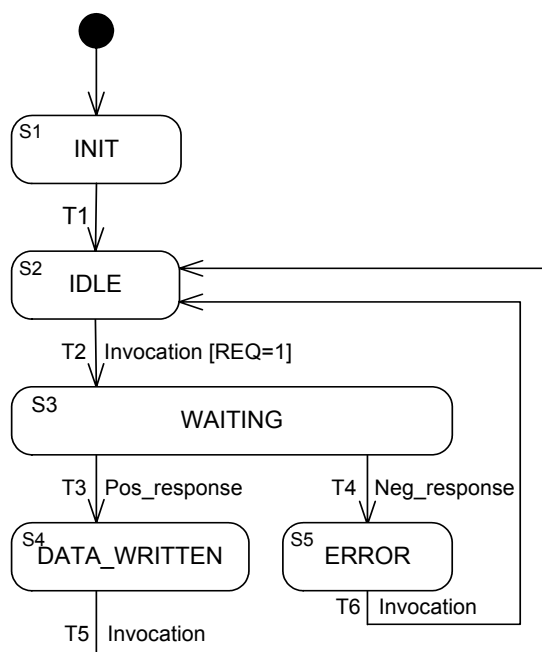 S1
INIT
T1
S2
IDLE
T2 Invocation [REQ=1]
S3
WAITING
T3 Pos_response
T4 Neg_response
S4
DATA_WRITTEN
S5
ERROR
T6 Invocation
T5 Invocation